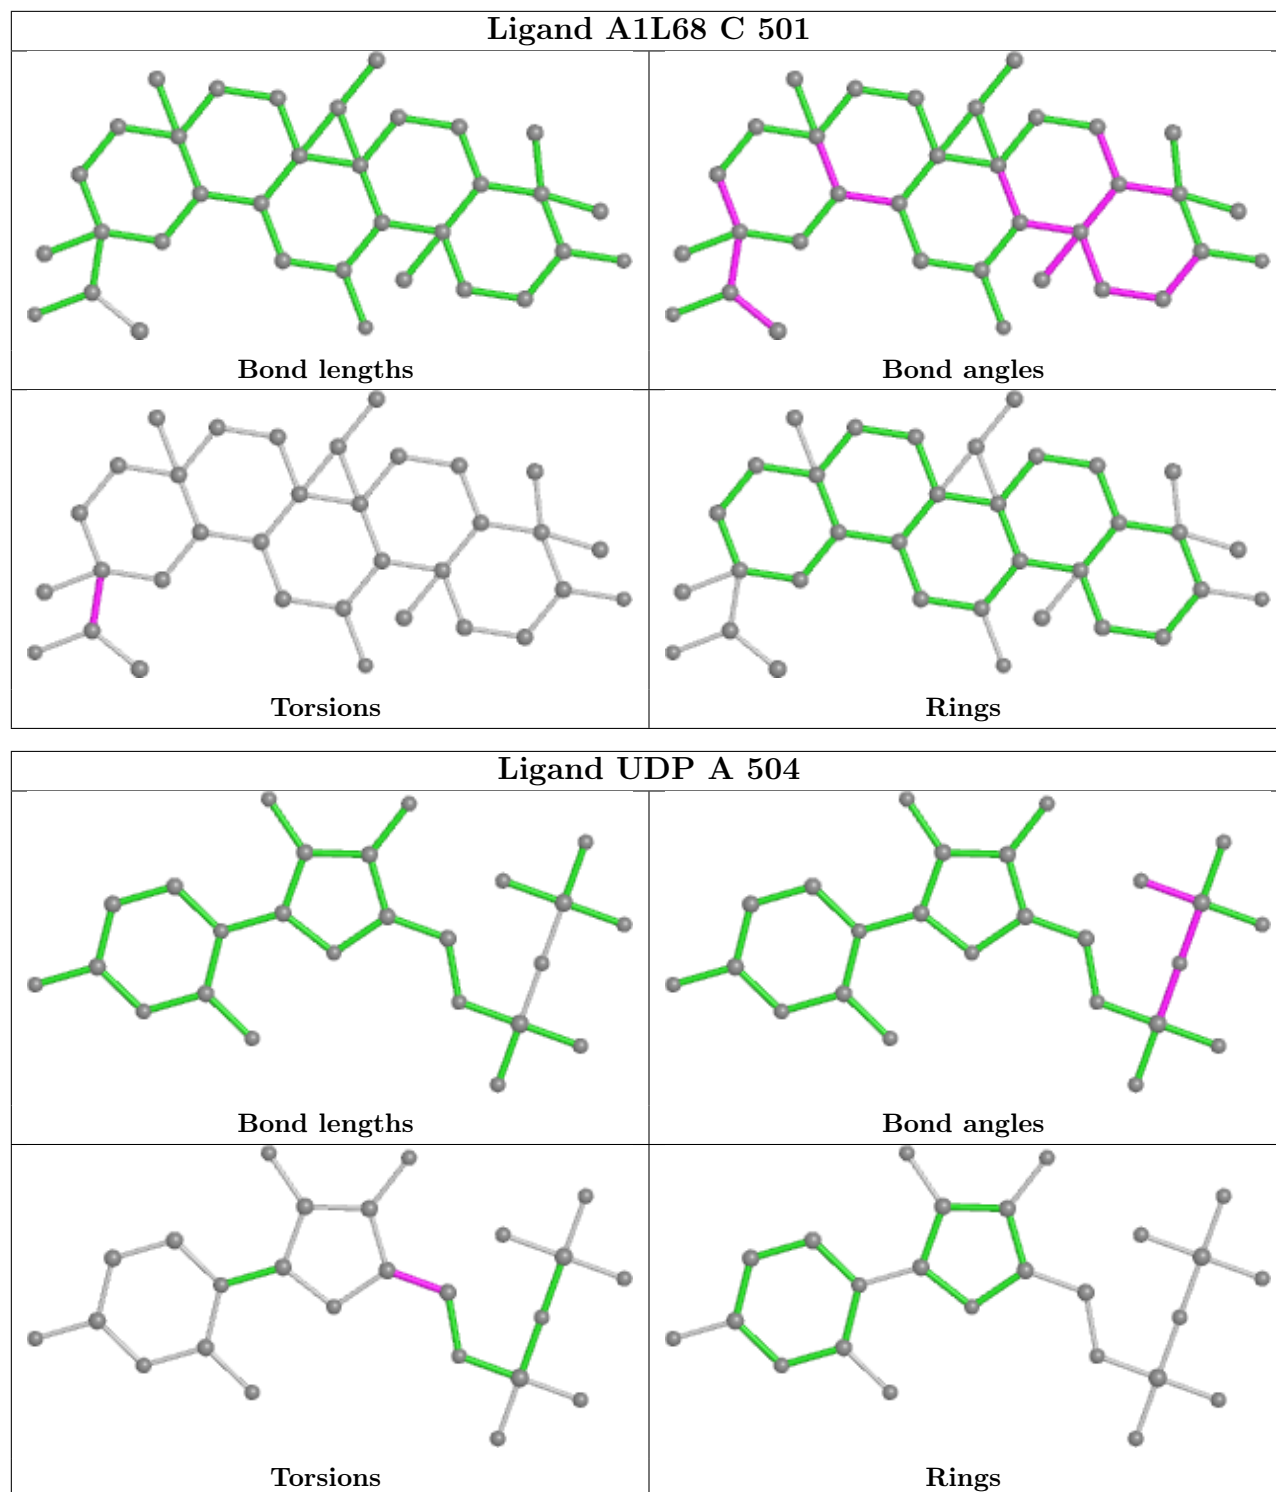 Ligand A1L68 C 501
Bond lengths
Bond angles
Torsions
Rings
Ligand UDP A 504
Bond lengths
Bond angles
Torsions
Rings